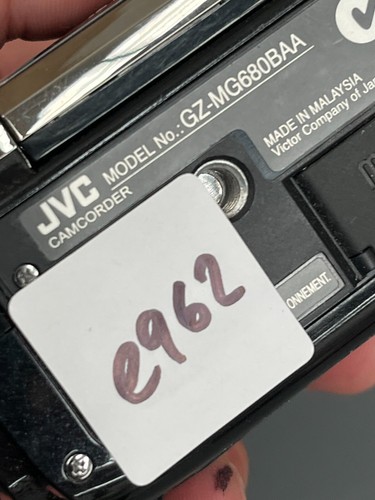 JVC MODEL No.: GZ-MG680BAA
CAMCORDER
MADE IN MALAYSIA
Victor Company of
ONNEMENT.
e962